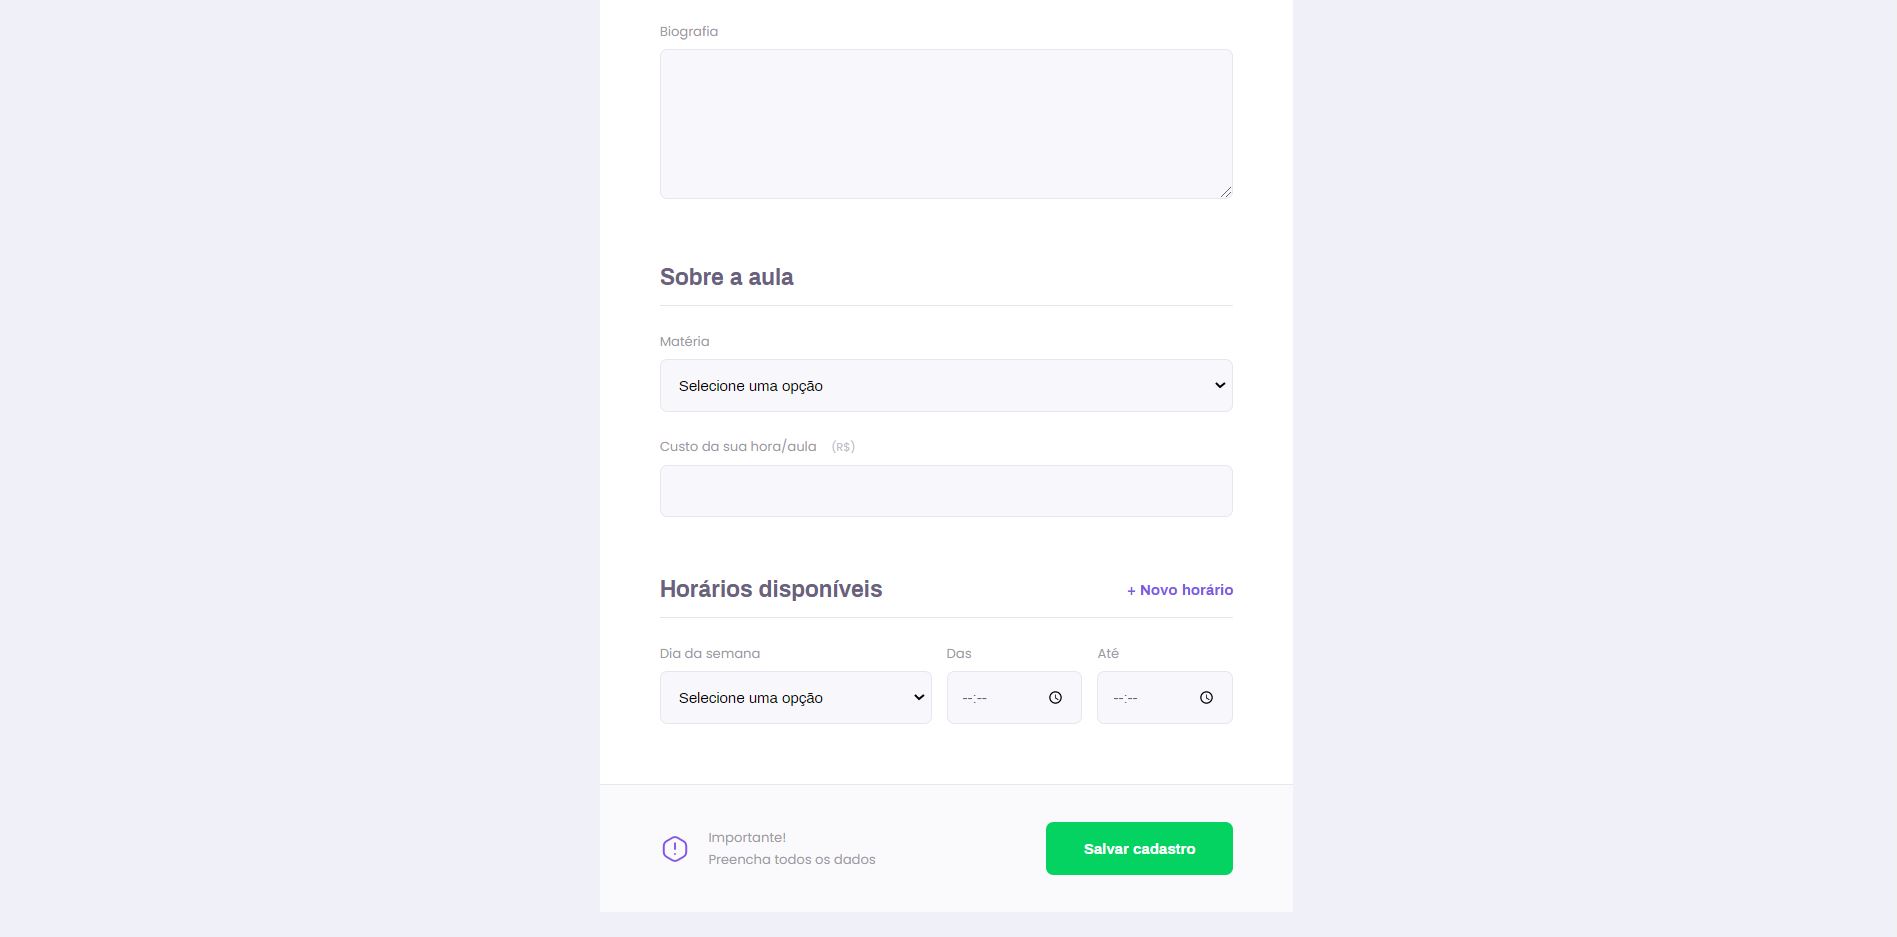 Biografia
Sobre a aula
Matéria
Selecione uma opção
Custo da sua hora/aula (R$)
Horários disponíveis + Novo horário
Dia da semana Das Até
Selecione uma opção --:-- --:--
Importante!
Preencha todos os dados
Salvar cadastro